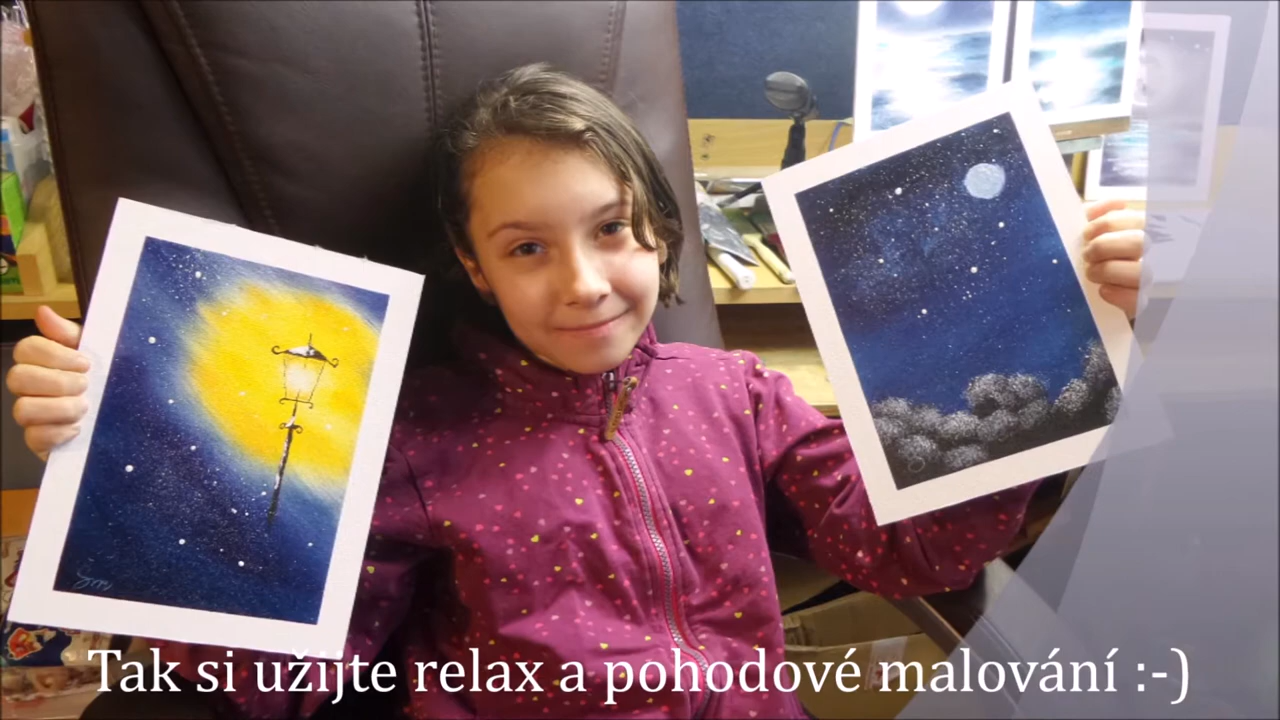 Tak si užijte relax a pohodové malování :-)